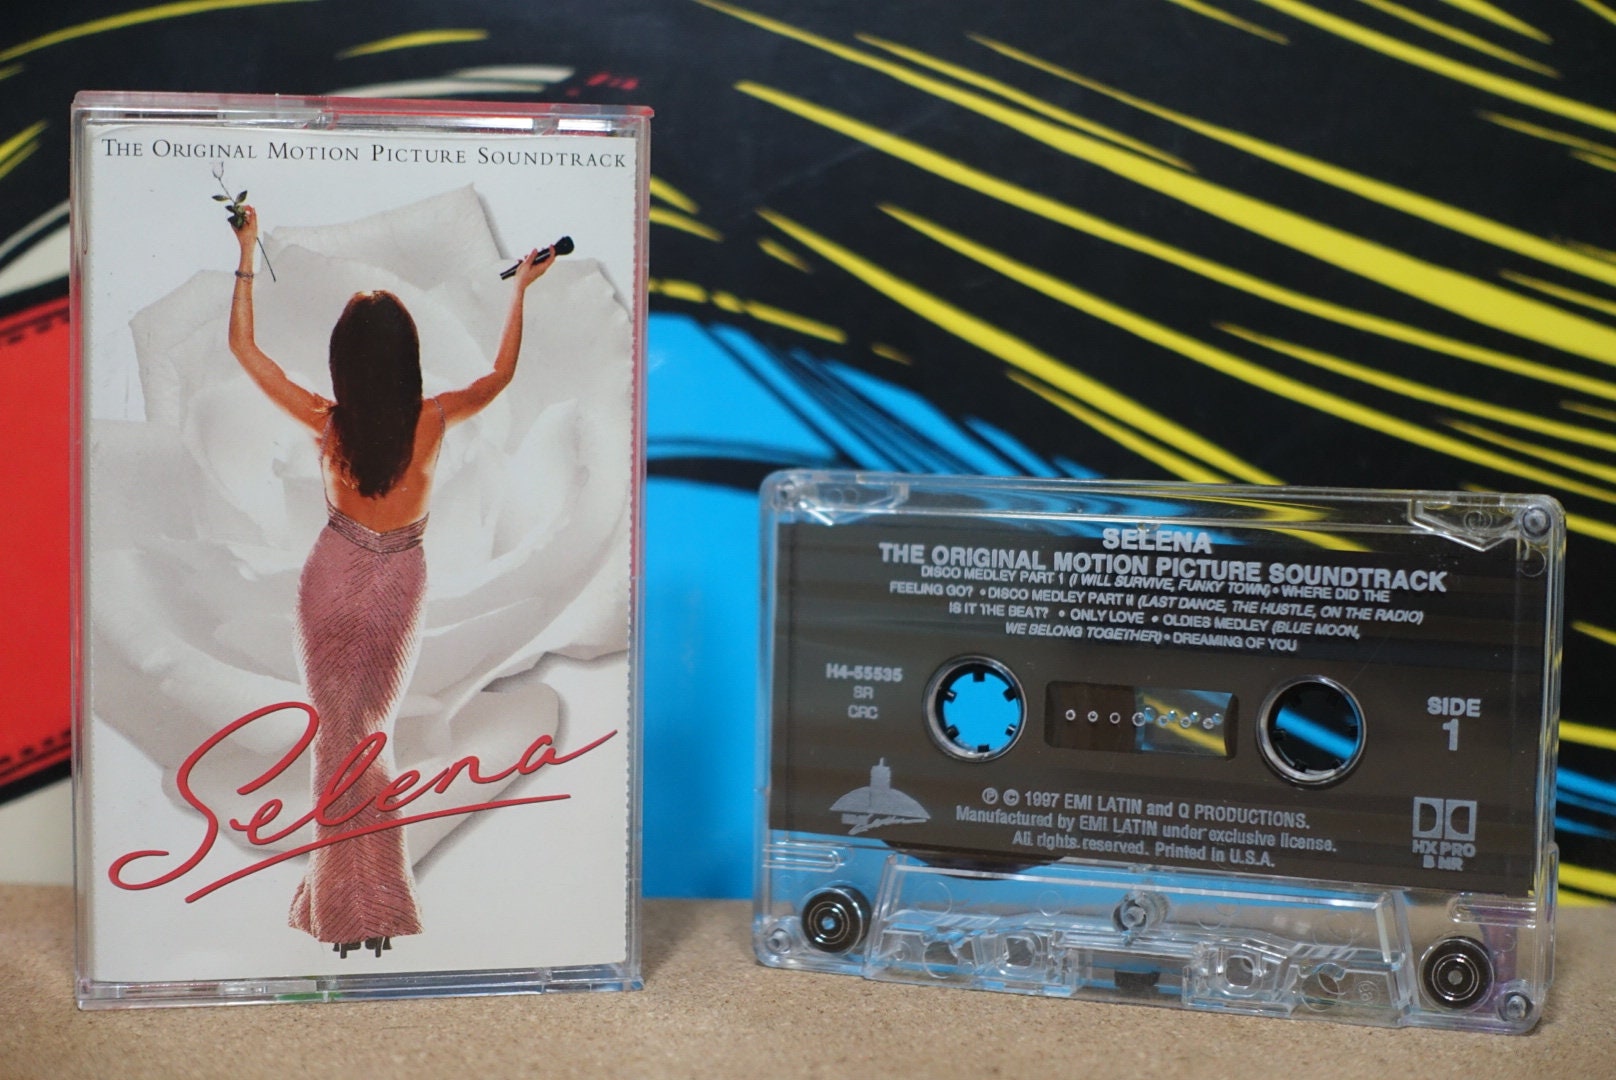 THE ORIGINAL MOTION PICTURE SOUNDTRACK
Selena
SELENA
THE ORIGINAL MOTION PICTURE SOUNDTRACK
DISCO MEDLEY PART 1 (I WILL SURVIVE, FUNKY TOWN) • WHERE DID THE
FEELING GO? • DISCO MEDLEY PART II (LAST DANCE, THE HUSTLE, ON THE RADIO)
IS IT THE BEAT? • ONLY LOVE • OLDIES MEDLEY (BLUE MOON,
WE BELONG TOGETHER) • DREAMING OF YOU
H4-55535
SR
CRC
SIDE
1
℗ © 1997 EMI LATIN and Q PRODUCTIONS.
Manufactured by EMI LATIN under exclusive license.
All rights reserved. Printed in U.S.A.
HX PRO
B NR